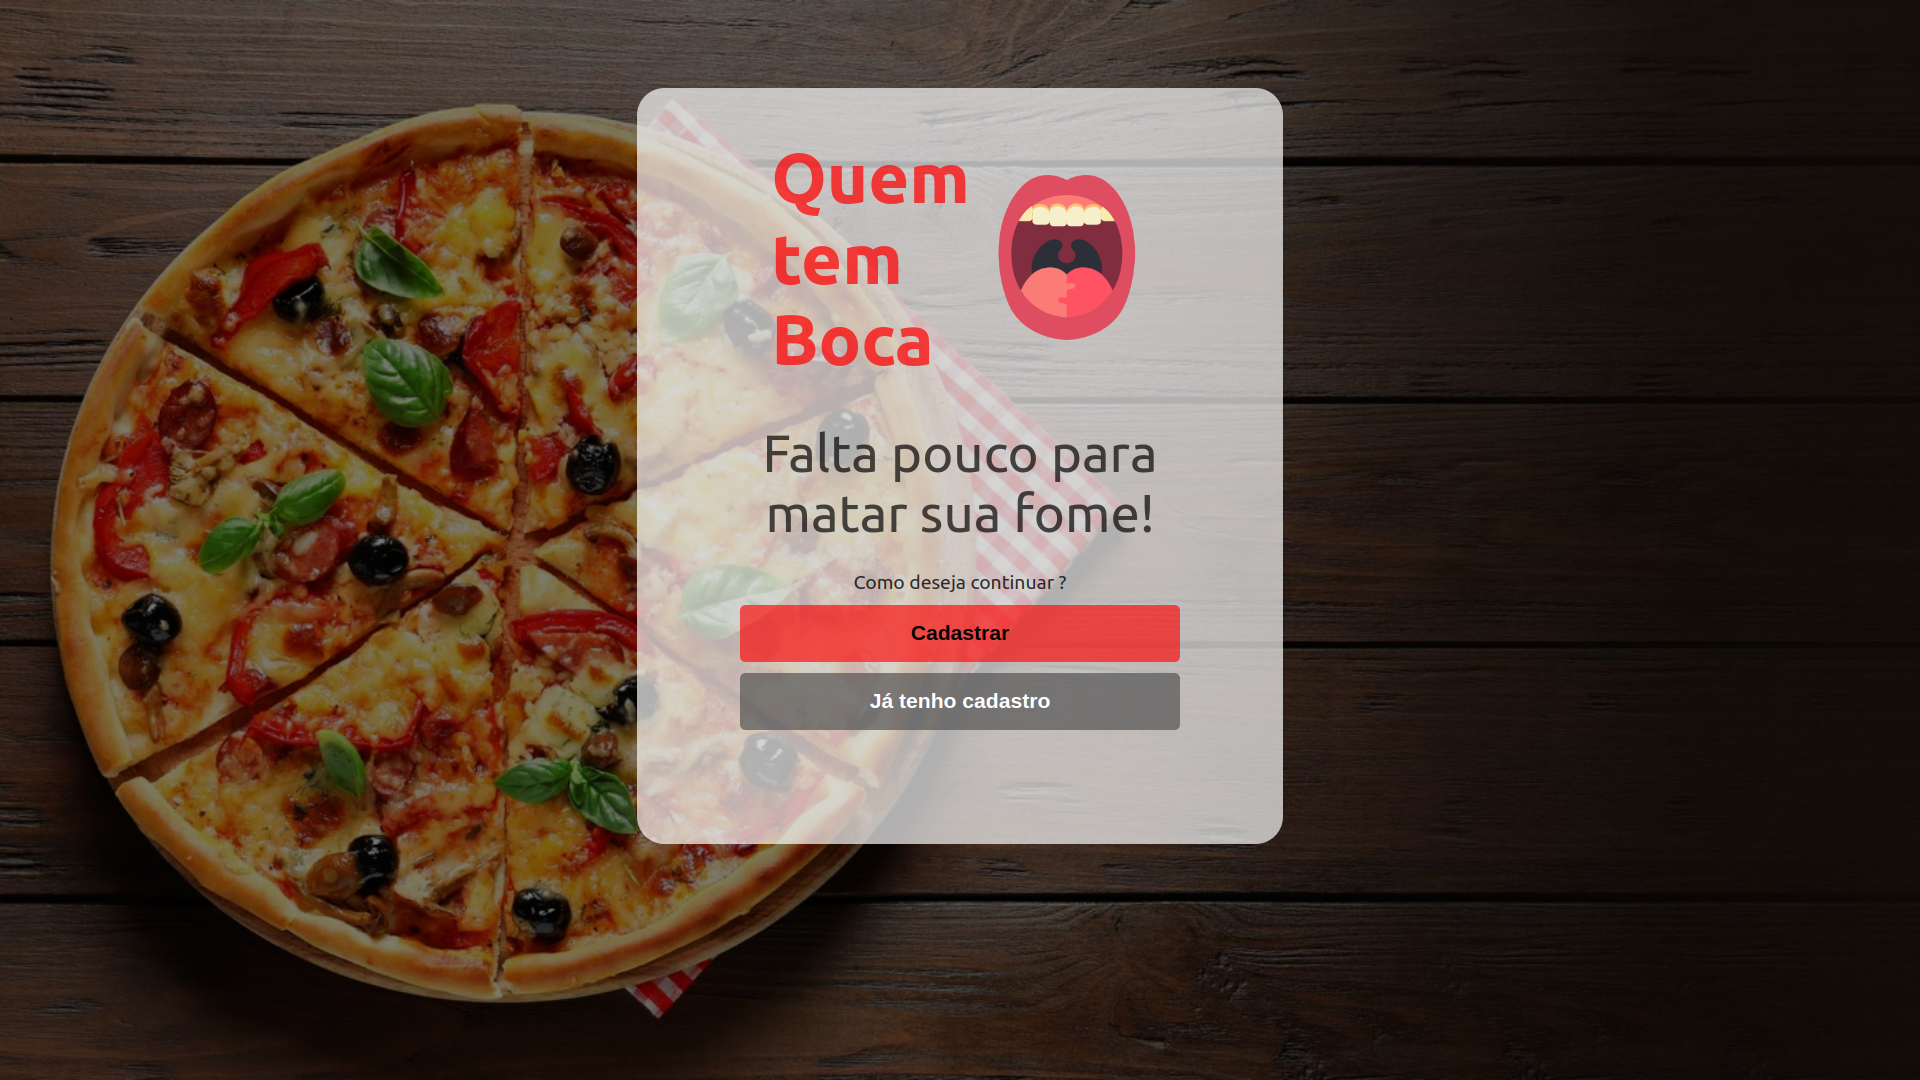 Quem
tem
Boca
Falta pouco para
matar sua fome!
Como deseja continuar ?
Cadastrar
Já tenho cadastro